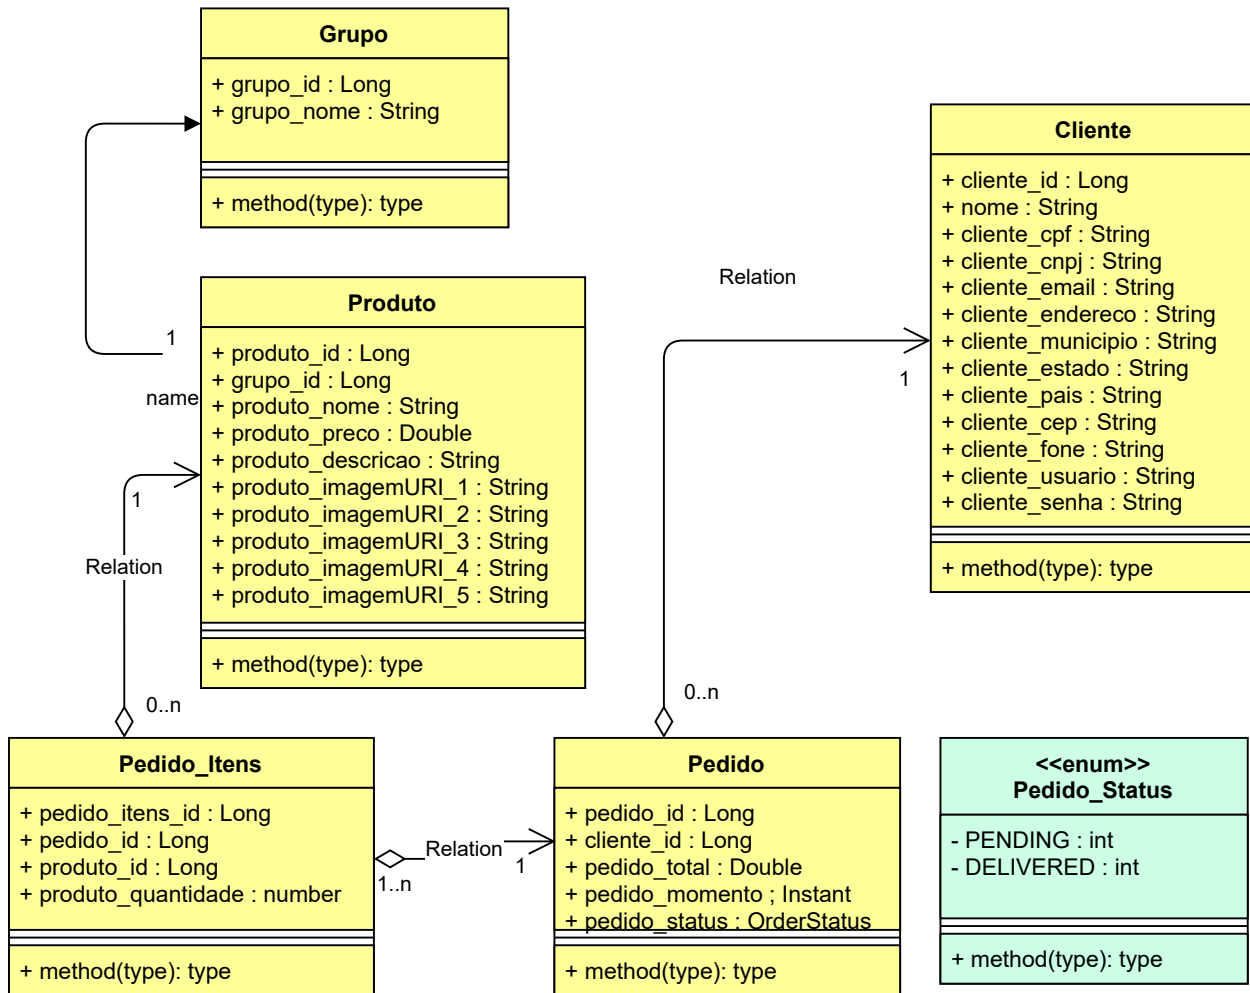 Grupo
+ grupo_id : Long
+ grupo_nome : String
+ method(type): type
1
name
Produto
+ produto_id : Long
+ grupo_id : Long
+ produto_nome : String
+ produto_preco : Double
+ produto_descricao : String
+ produto_imagemURI_1 : String
+ produto_imagemURI_2 : String
+ produto_imagemURI_3 : String
+ produto_imagemURI_4 : String
+ produto_imagemURI_5 : String
+ method(type): type
1
Relation
0..n
Relation
1
0..n
Cliente
+ cliente_id : Long
+ nome : String
+ cliente_cpf : String
+ cliente_cnpj : String
+ cliente_email : String
+ cliente_endereco : String
+ cliente_municipio : String
+ cliente_estado : String
+ cliente_pais : String
+ cliente_cep : String
+ cliente_fone : String
+ cliente_usuario : String
+ cliente_senha : String
+ method(type): type
Pedido_Itens
+ pedido_itens_id : Long
+ pedido_id : Long
+ produto_id : Long
+ produto_quantidade : number
+ method(type): type
1..n
Relation
1
Pedido
+ pedido_id : Long
+ cliente_id : Long
+ pedido_total : Double
+ pedido_momento ; Instant
+ pedido_status : OrderStatus
+ method(type): type
<<enum>>
Pedido_Status
- PENDING : int
- DELIVERED : int
+ method(type): type